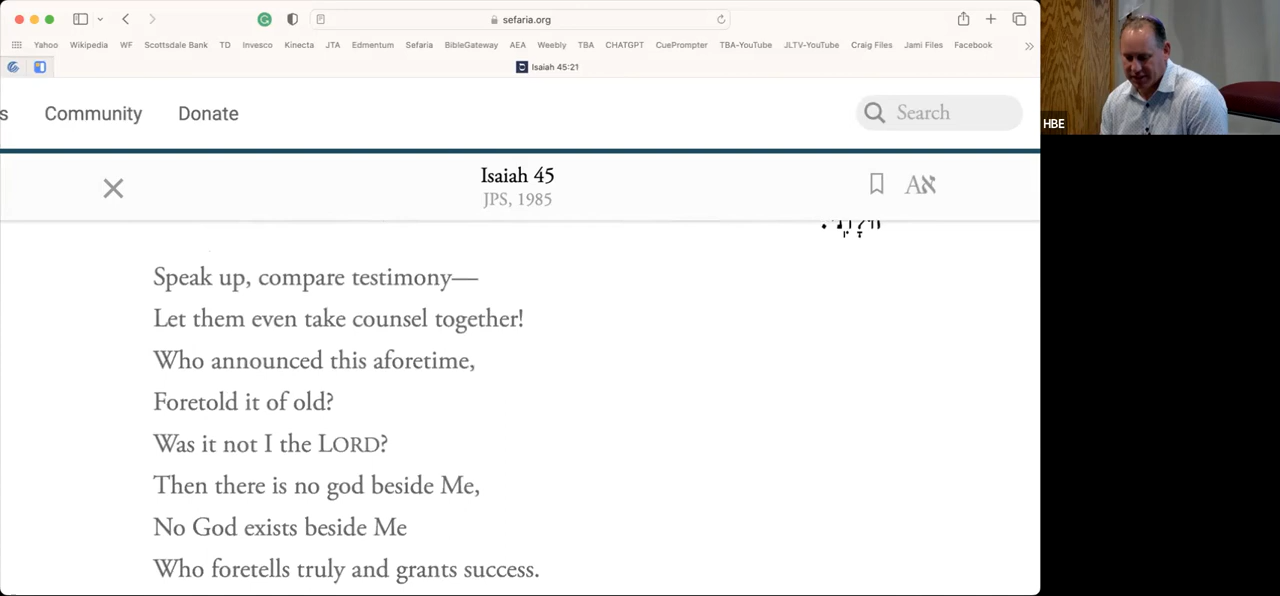 sefaria.org
Yahoo Wikipedia WF Scottsdale Bank TD Invesco Kinecta JTA Edmentum Sefaria BibleGateway AEA Weebly TBA CHATGPT CuePrompter TBA-YouTube JLTV-YouTube Craig Files Jami Files Facebook
Isaiah 45:21
s Community Donate
Search
HBE
Isaiah 45
JPS, 1985
Aא
Speak up, compare testimony—
Let them even take counsel together!
Who announced this aforetime,
Foretold it of old?
Was it not I the LORD?
Then there is no god beside Me,
No God exists beside Me
Who foretells truly and grants success.